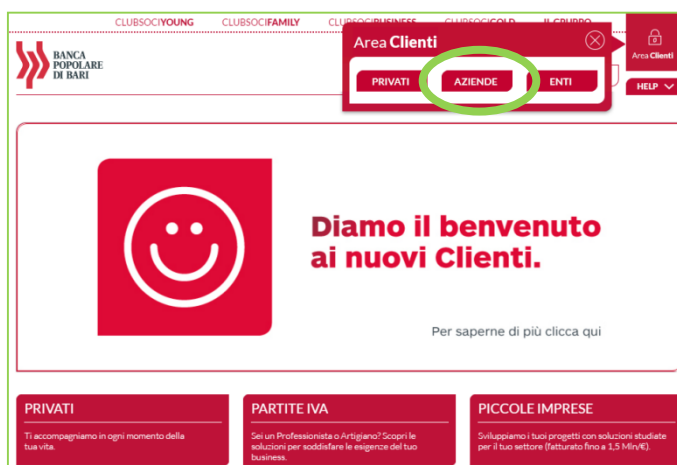 CLUBSOCIYOUNG CLUBSOCIFAMILY CLUBSOCIBUSINESS CLUBSOCIGOLD IL GRUPPO
BANCA
POPOLARE
DI BARI
Area Clienti
PRIVATI AZIENDE ENTI
Area Clienti
HELP
Diamo il benvenuto
ai nuovi Clienti.
Per saperne di più clicca qui
PRIVATI
Ti accompagniamo in ogni momento della
tua vita.
PARTITE IVA
Sei un Professionista o Artigiano? Scopri le
soluzioni per soddisfare le esigenze del tuo
business.
PICCOLE IMPRESE
Sviluppiamo i tuoi progetti con soluzioni studiate
per il tuo settore (fatturato fino a 1,5 Mln/€).